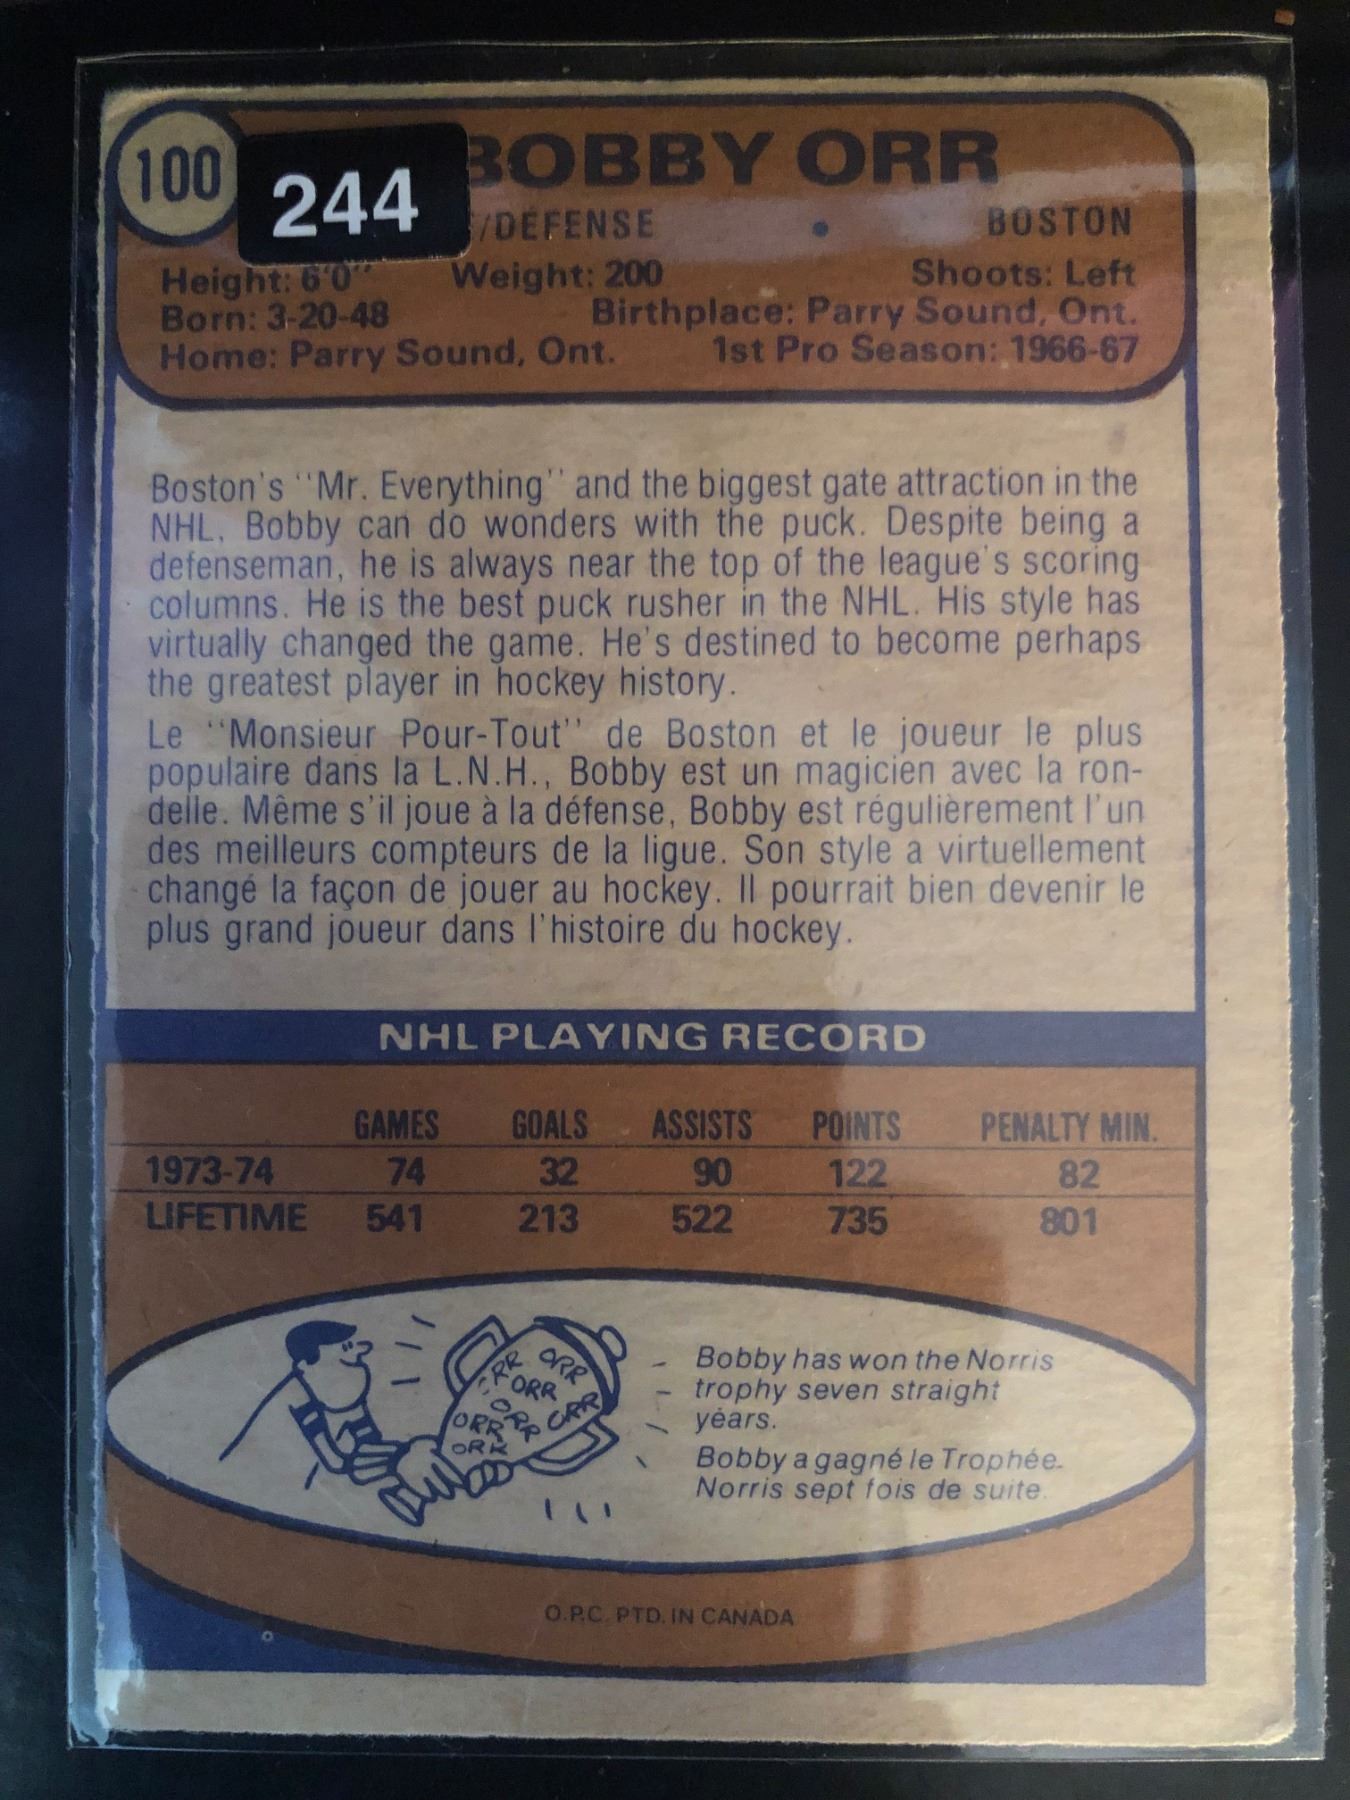 100
244
BOBBY ORR
/DÉFENSE • BOSTON
Height: 6'0'' Weight: 200 Shoots: Left
Born: 3-20-48 Birthplace: Parry Sound, Ont.
Home: Parry Sound, Ont. 1st Pro Season: 1966-67
Boston's ''Mr. Everything'' and the biggest gate attraction in the
NHL, Bobby can do wonders with the puck. Despite being a
defenseman, he is always near the top of the league's scoring
columns. He is the best puck rusher in the NHL. His style has
virtually changed the game. He's destined to become perhaps
the greatest player in hockey history.
Le ''Monsieur Pour-Tout'' de Boston et le joueur le plus
populaire dans la L.N.H., Bobby est un magicien avec la ron-
delle. Même s'il joue à la défense, Bobby est régulièrement l'un
des meilleurs compteurs de la ligue. Son style a virtuellement
changé la façon de jouer au hockey. Il pourrait bien devenir le
plus grand joueur dans l'histoire du hockey.
NHL PLAYING RECORD
GAMES GOALS ASSISTS POINTS PENALTY MIN.
1973-74 74 32 90 122 82
LIFETIME 541 213 522 735 801
ORR ORR
ORR
ORR ORR ORR
ORR
Bobby has won the Norris
trophy seven straight
years.
Bobby a gagné le Trophée
Norris sept fois de suite.
O.P.C. PTD. IN CANADA